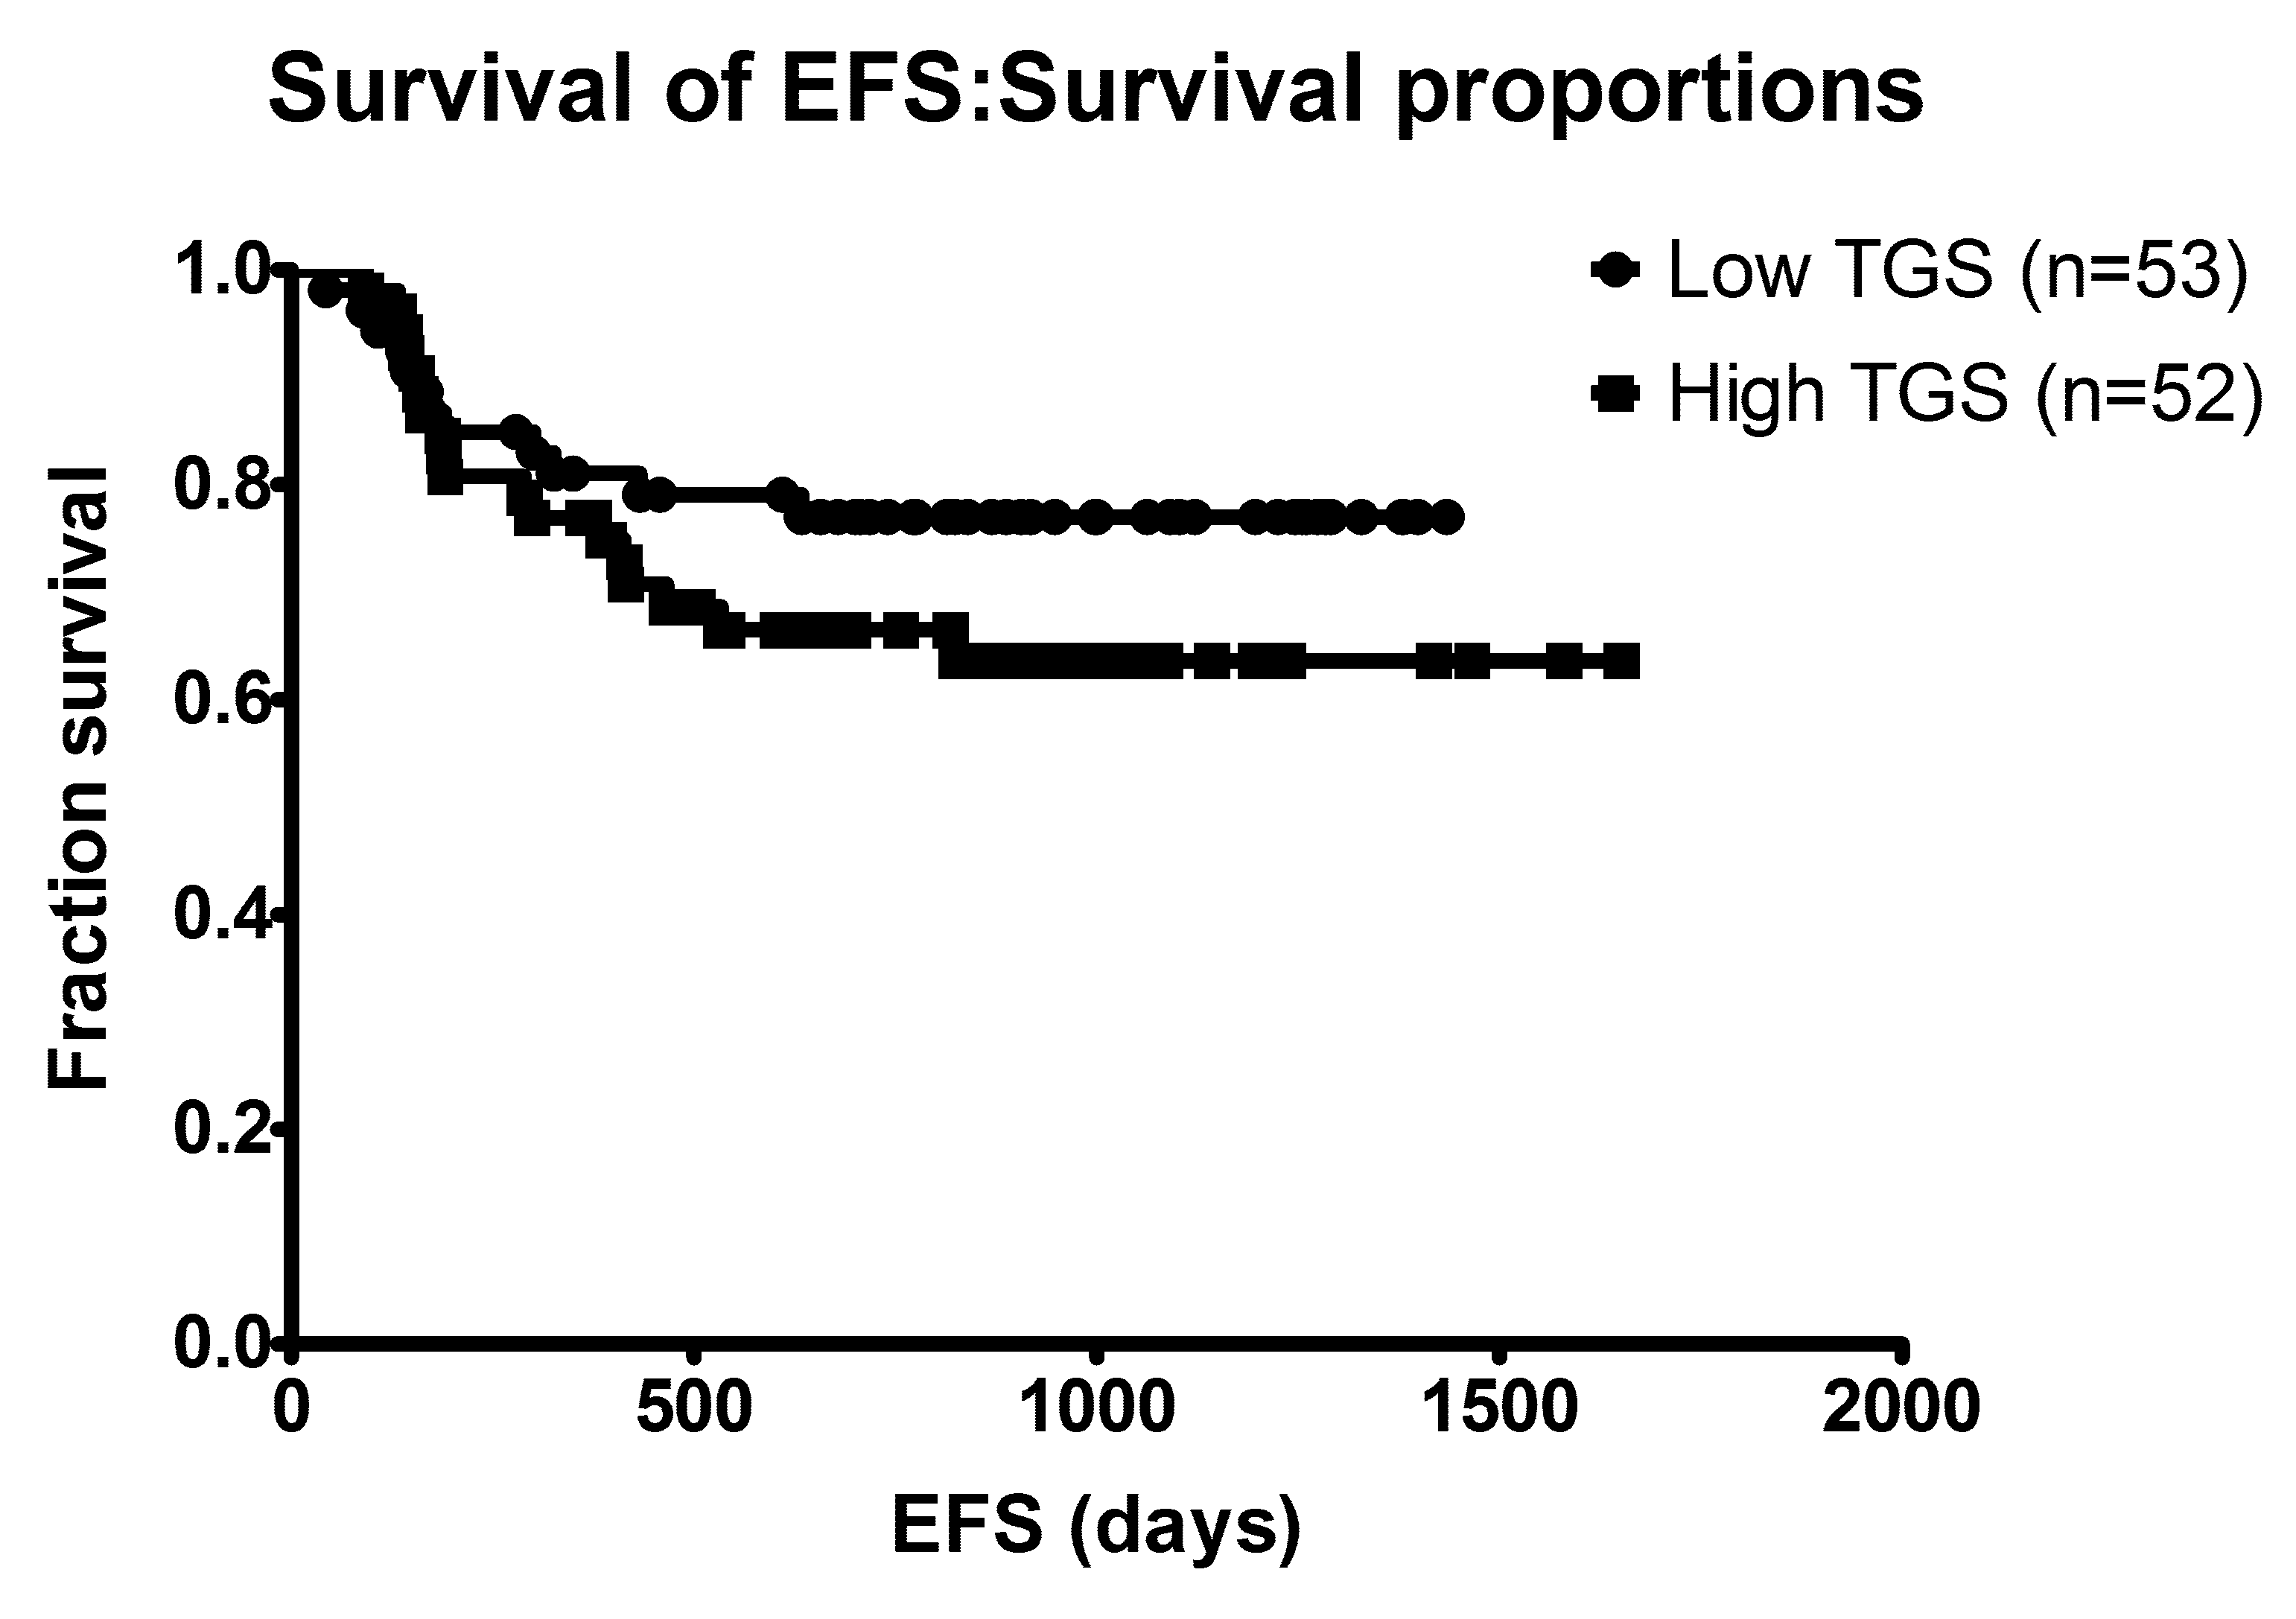 Survival of EFS:Survival proportions
Low TGS (n=53)
High TGS (n=52)
Fraction survival
1.0
0.8
0.6
0.4
0.2
0.0
0
500
1000
1500
2000
EFS (days)